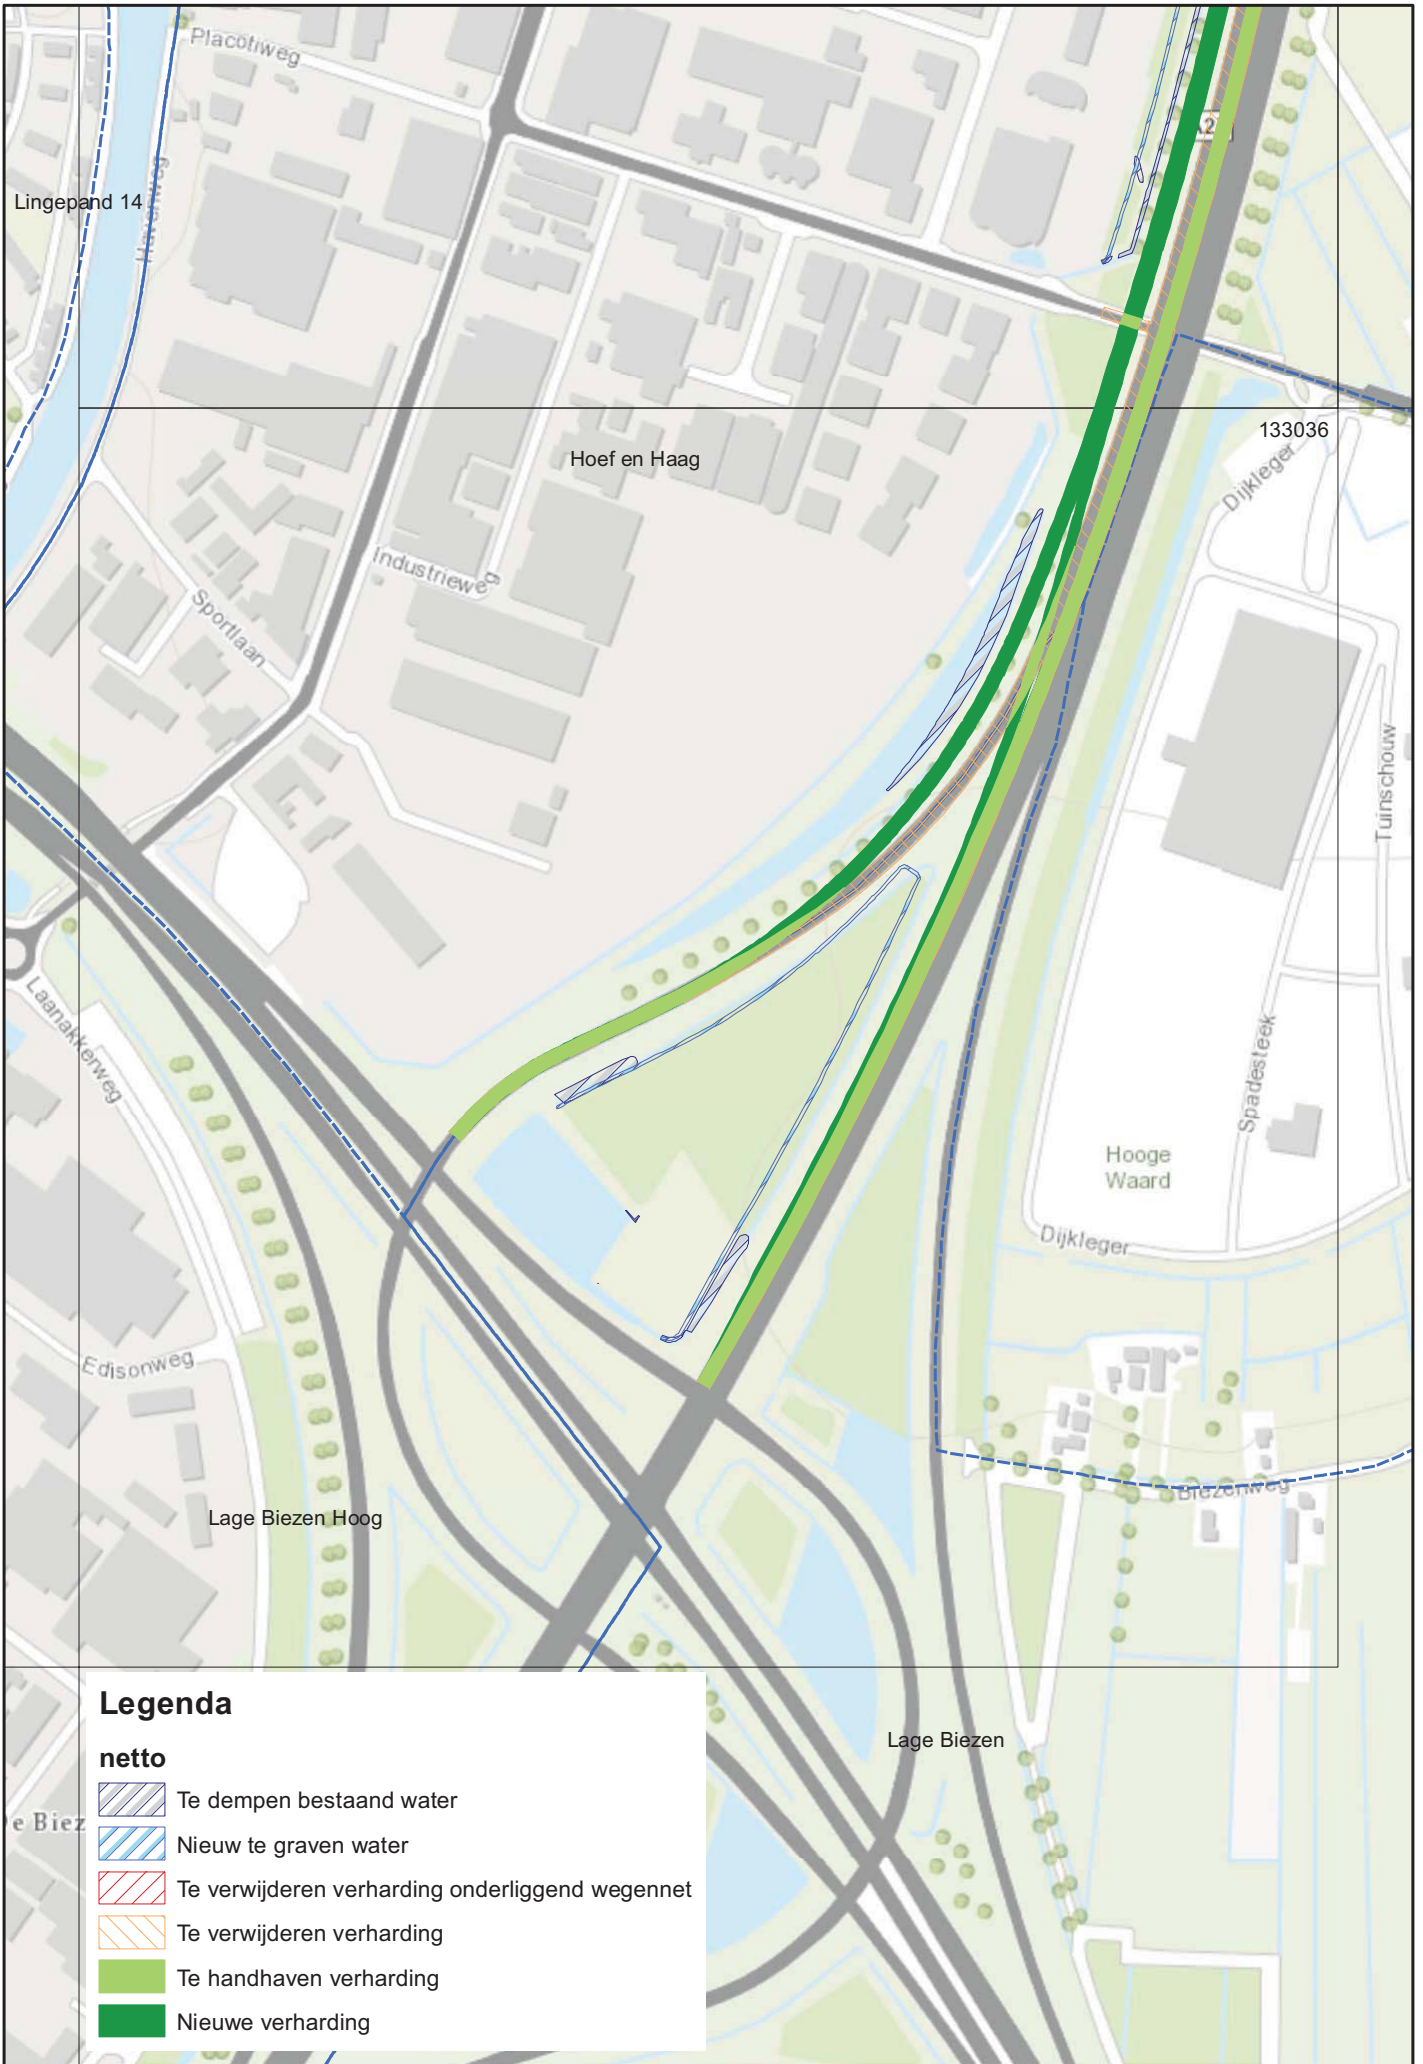 Placotiweg
Lingepand 14
Havenweg
133036
Dijkleger
Hoef en Haag
Industrieweg
Sportlaan
Tuinschouw
Laanakkerweg
Spadesteek
Hooge
Waard
Dijkleger
Edisonweg
Biezenweg
Lage Biezen Hoog
Lage Biezen
Legenda
netto
Te dempen bestaand water
Nieuw te graven water
Te verwijderen verharding onderliggend wegennet
Te verwijderen verharding
Te handhaven verharding
Nieuwe verharding